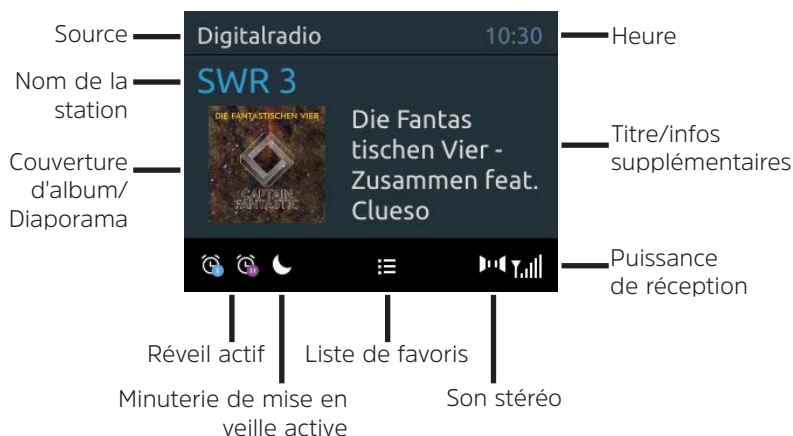 Source
Digitalradio
10:30
Heure
Nom de la
station
SWR 3
Couverture
d'album/
Diaporama
DIE FANTASTISCHEN VIER
CAPTAIN
FANTASTIC
Die Fantas
tischen Vier -
Zusammen feat.
Clueso
Titre/infos
supplémentaires
Puissance
de réception
Réveil actif
Liste de favoris
Minuterie de mise en
veille active
Son stéréo